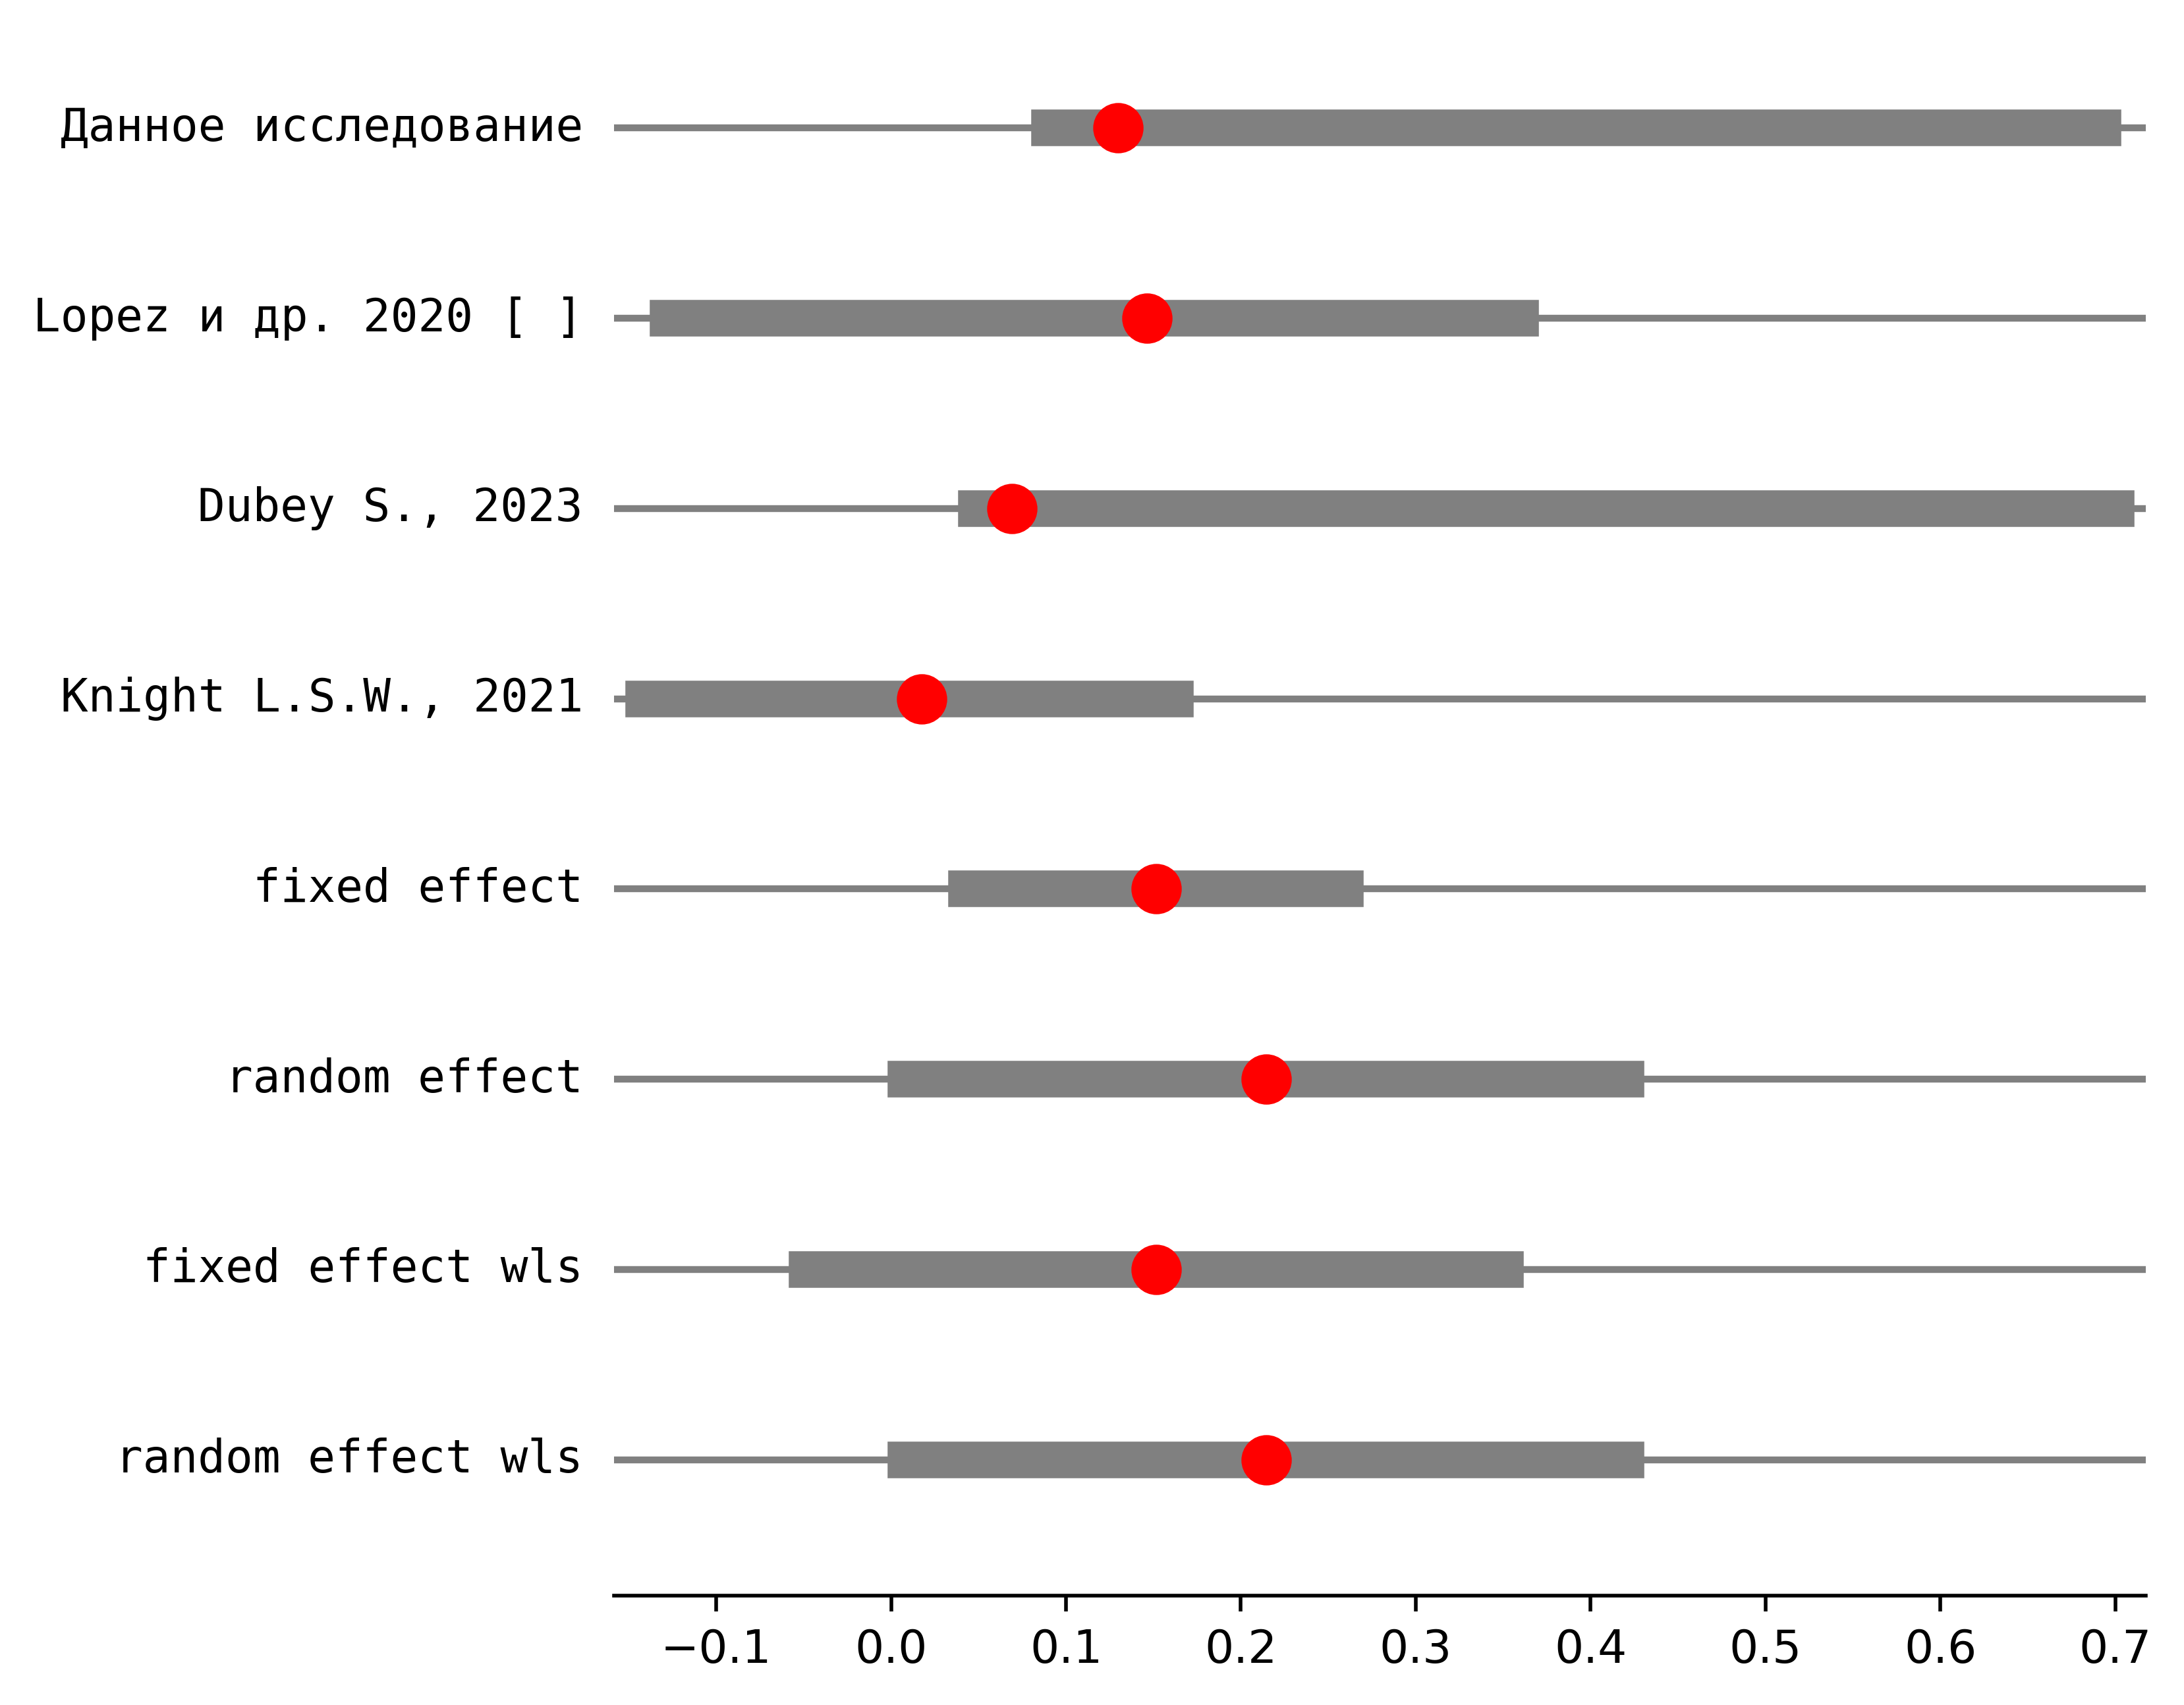 Данное исследование
Lopez и др. 2020 [ ]
Dubey S., 2023
Knight L.S.W., 2021
fixed effect
random effect
fixed effect wls
random effect wls
−0.1 0.0 0.1 0.2 0.3 0.4 0.5 0.6 0.7